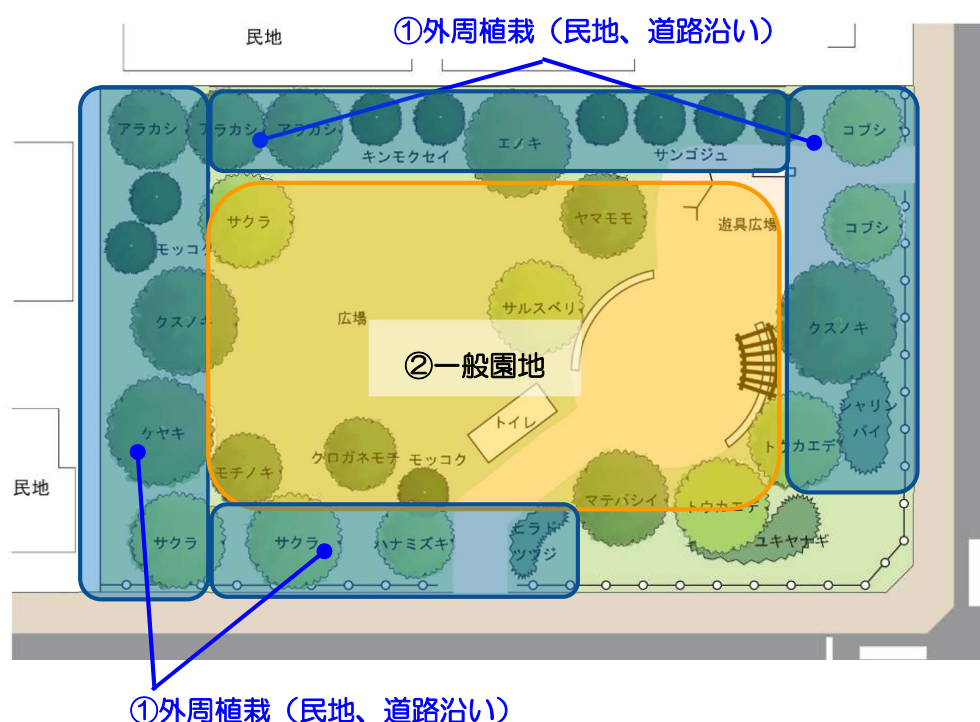 民地
①外周植栽（民地、道路沿い）
アラカシ
アラカシ
アラカシ
キンモクセイ
エノキ
サンゴジュ
コブシ
サクラ
ヤマモモ
遊具広場
コブシ
モッコク
サルスベリ
クスノキ
広場
クスノキ
②一般園地
シャリン
バイ
トイレ
ケヤキ
トウカエデ
モチノキ
クロガネモチ
モッコク
民地
マテバシイ
トウカエデ
サクラ
サクラ
ハナミズキ
ヒラド
ツツジ
ユキヤナギ
①外周植栽（民地、道路沿い）